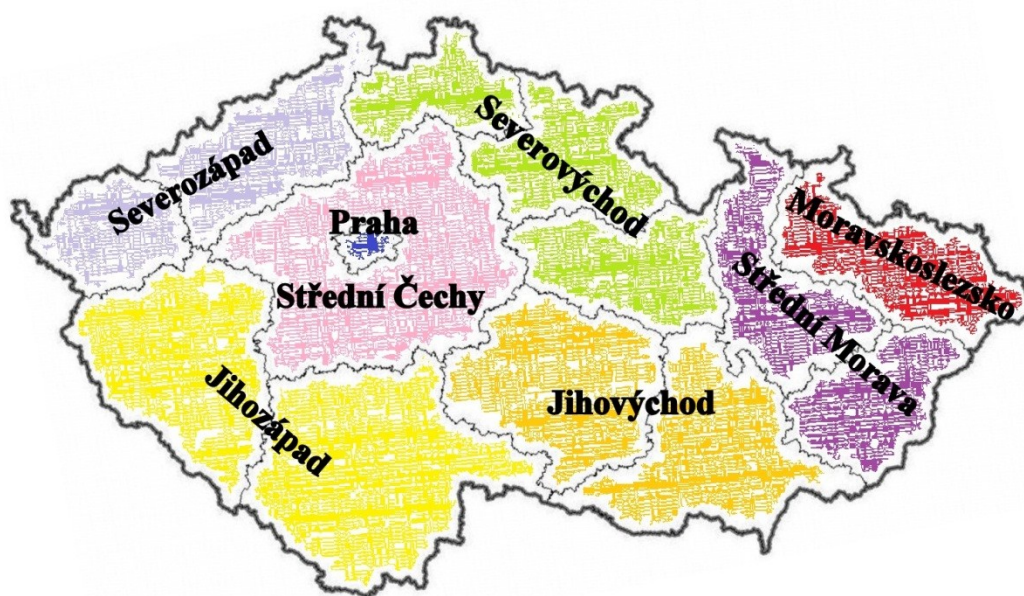 Severozápad
Severovýchod
Praha
Střední Čechy
Moravskoslezsko
Střední Morava
Jihozápad
Jihovýchod